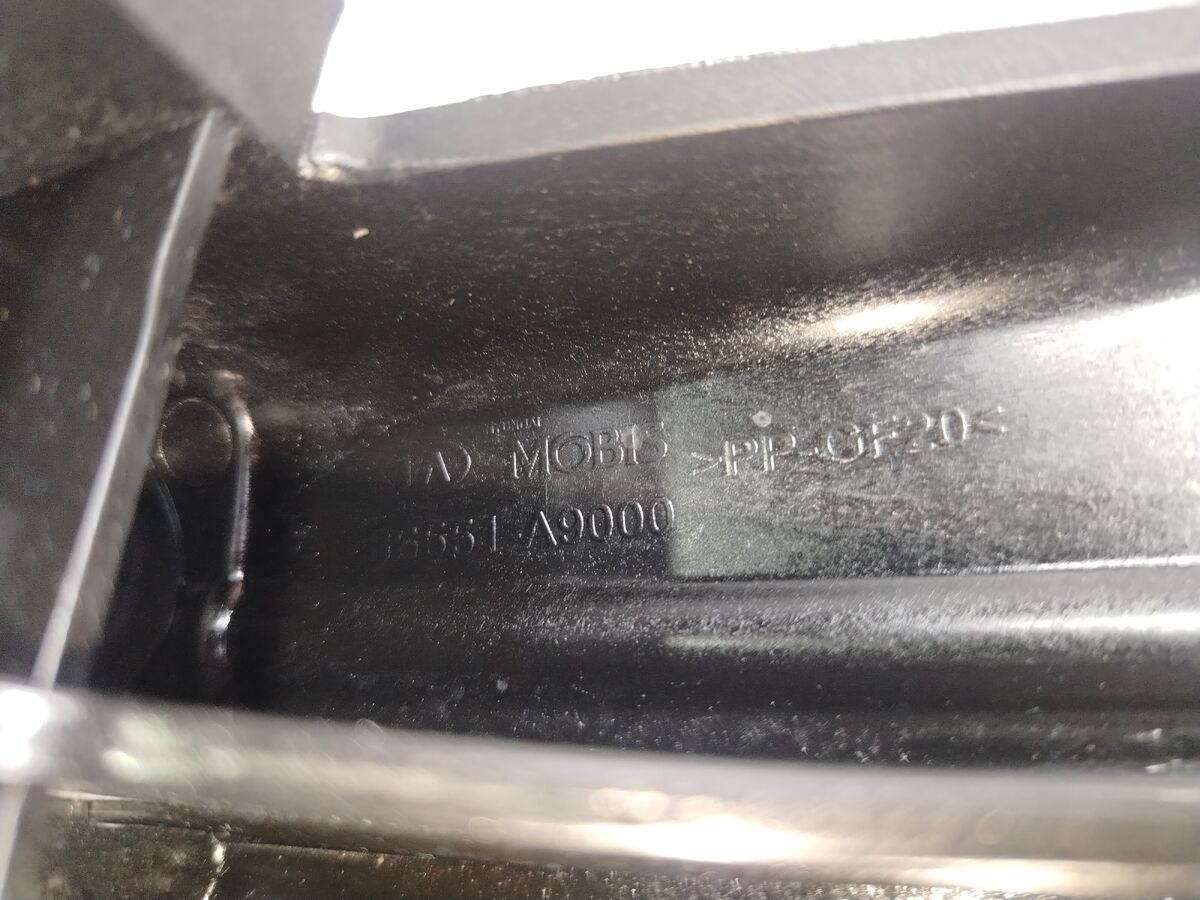 HYUNDAI
MOBIS >PP-GF20<
A9000